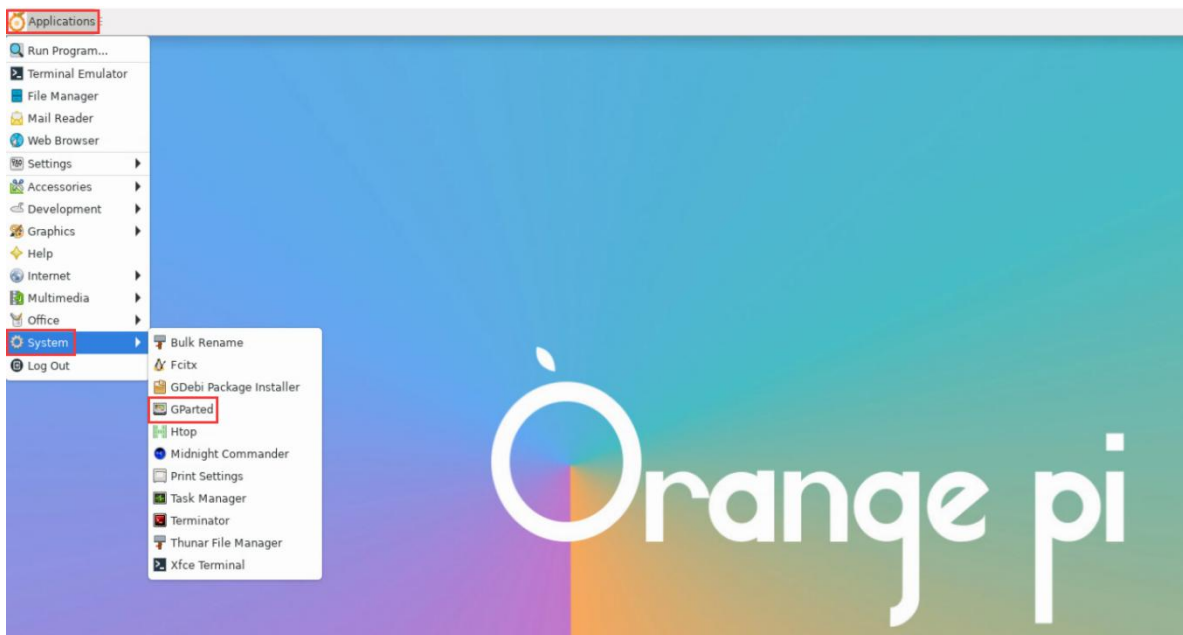 Applications
Run Program...
Terminal Emulator
File Manager
Mail Reader
Web Browser
Settings
Accessories
Development
Graphics
Help
Internet
Multimedia
Office
System
Log Out
Bulk Rename
Fcitx
GDebi Package Installer
GParted
Htop
Midnight Commander
Print Settings
Task Manager
Terminator
Thunar File Manager
Xfce Terminal
Orange pi